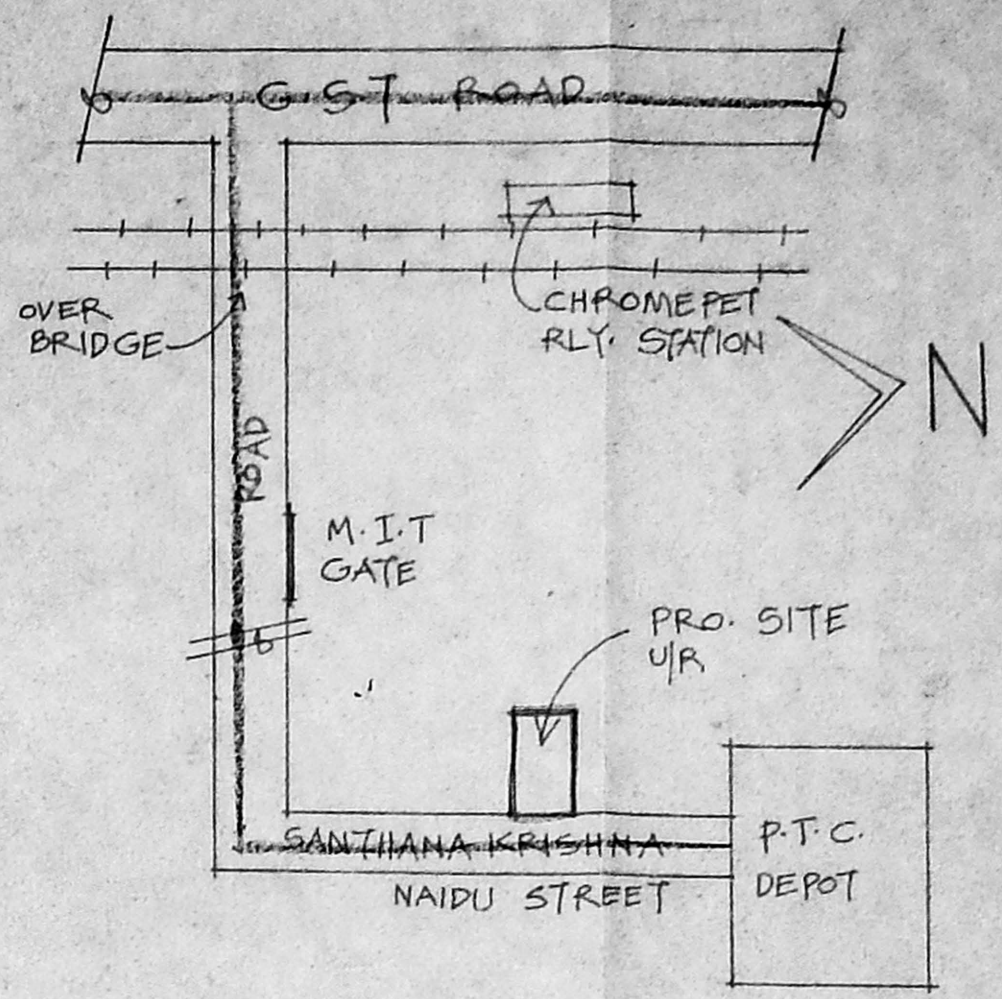 G.S.T. ROAD
OVER
BRIDGE
CHROMEPET
RLY. STATION
N
ROAD
M.I.T
GATE
PRO. SITE
U/R
SANTHANA KRISHNA
NAIDU STREET
P.T.C.
DEPOT